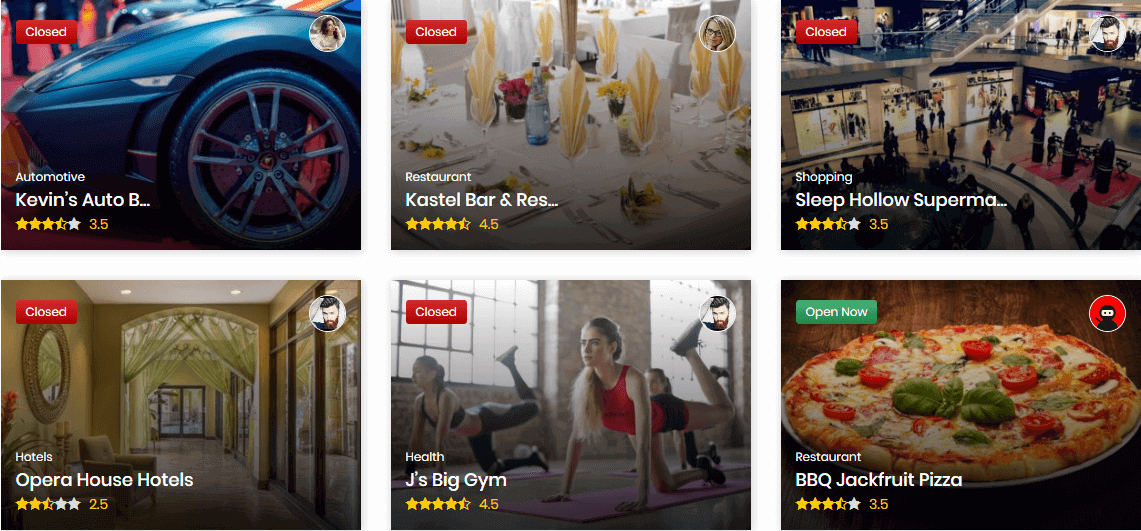 Closed
Automotive
Kevin's Auto B...
3.5
Closed
Restaurant
Kastel Bar & Res...
4.5
Closed
Shopping
Sleep Hollow Superma...
3.5
Closed
Hotels
Opera House Hotels
2.5
Closed
Health
J's Big Gym
4.5
Open Now
Restaurant
BBQ Jackfruit Pizza
3.5